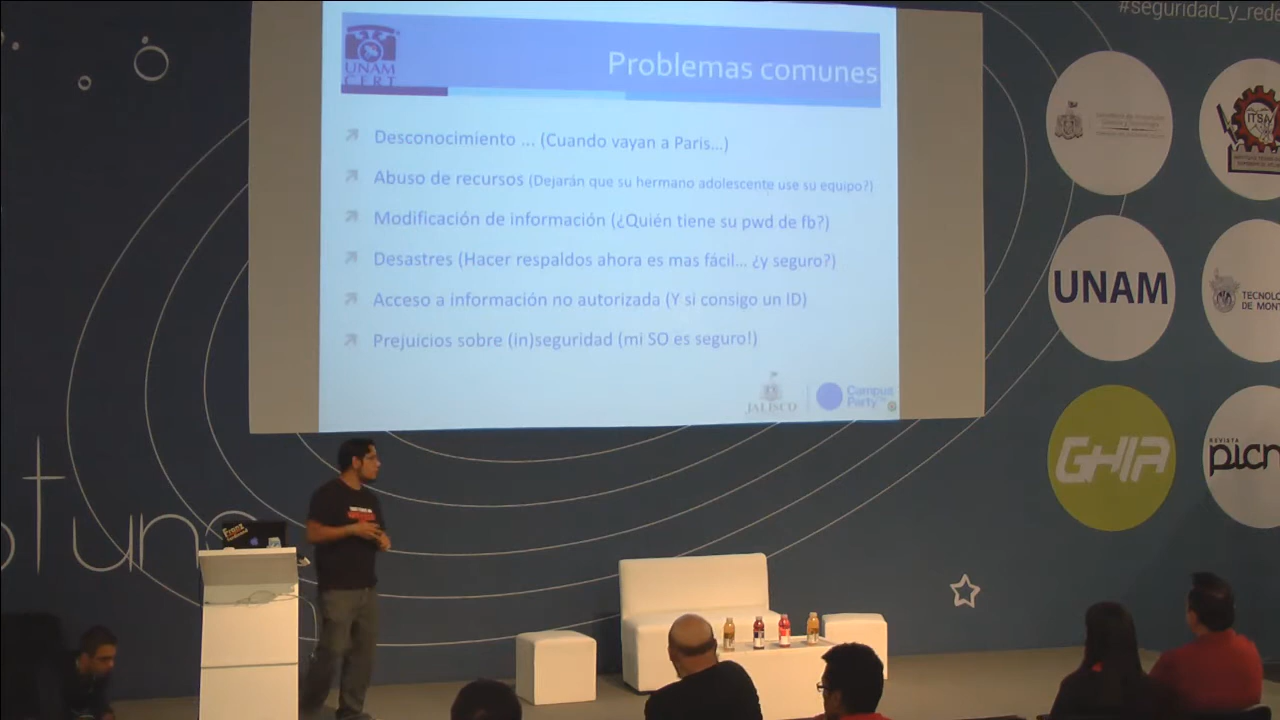 #seguridad_y_rede
UNAM
CERT
Problemas comunes
Desconocimiento ... (Cuando vayan a Paris...)
Abuso de recursos (Dejarán que su hermano adolescente use su equipo?)
Modificación de información (¿Quién tiene su pwd de fb?)
Desastres (Hacer respaldos ahora es mas fácil... ¿y seguro?)
Acceso a información no autorizada (Y si consigo un ID)
Prejuicios sobre (in)seguridad (mi SO es seguro!)
JALISCO
Campus
Party
ITSA
UNAM
TECNOLÓ
DE MONT
GHIA
REVISTA
picn
tun